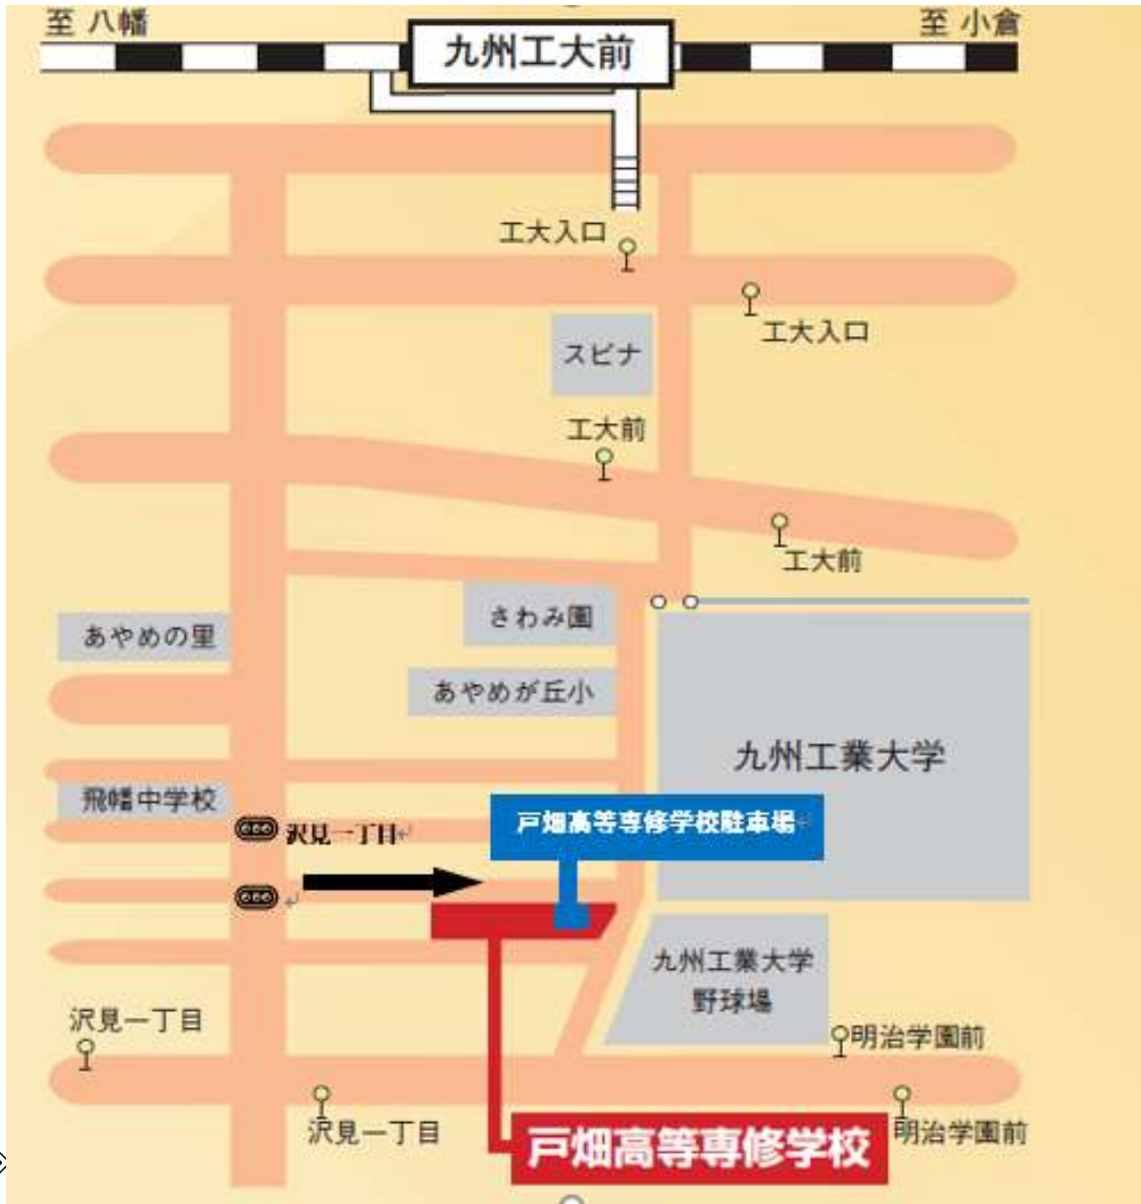 至 八幡
至 小倉
九州工大前
工大入口
工大入口
スピナ
工大前
工大前
さわみ園
あやめの里
あやめが丘小
九州工業大学
飛幡中学校
戸畑高等専修学校駐車場
沢見一丁目
九州工業大学
野球場
沢見一丁目
明治学園前
沢見一丁目
明治学園前
戸畑高等専修学校